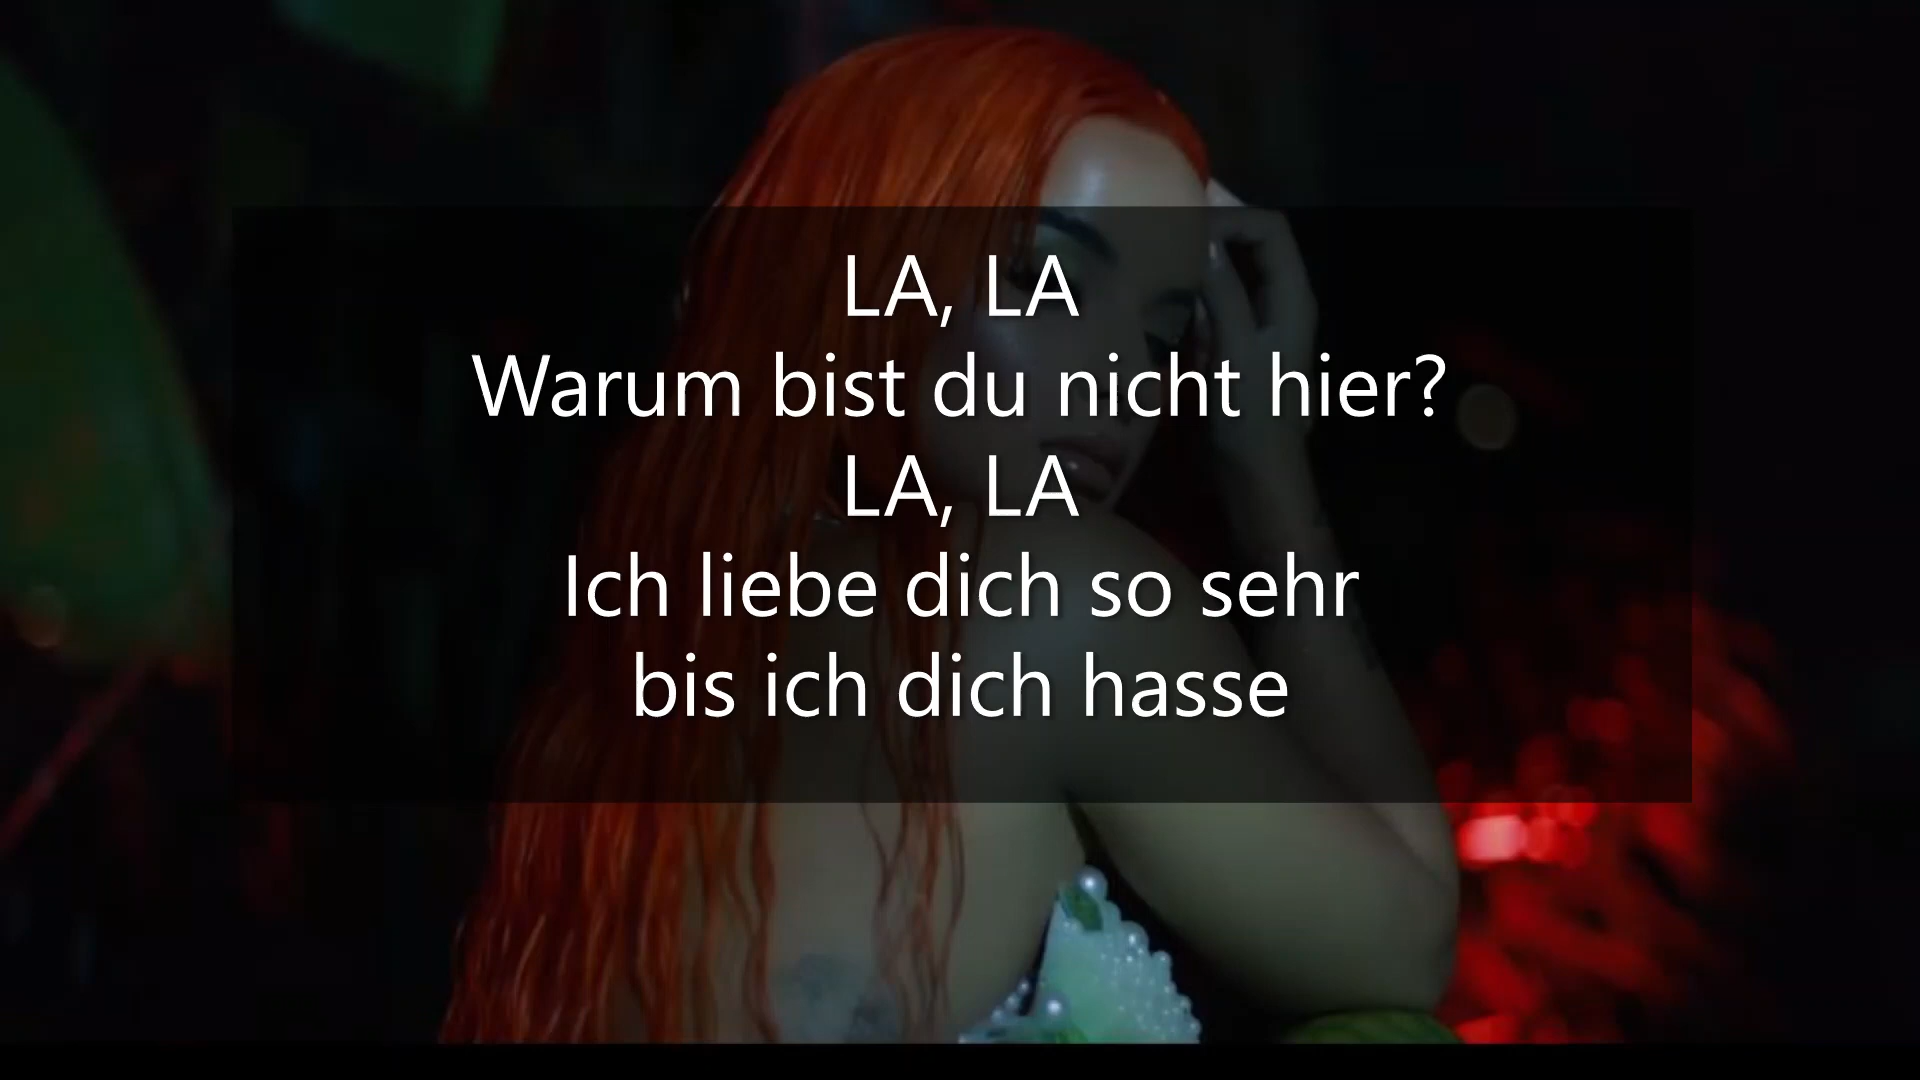 LA, LA
Warum bist du nicht hier?
LA, LA
Ich liebe dich so sehr
bis ich dich hasse